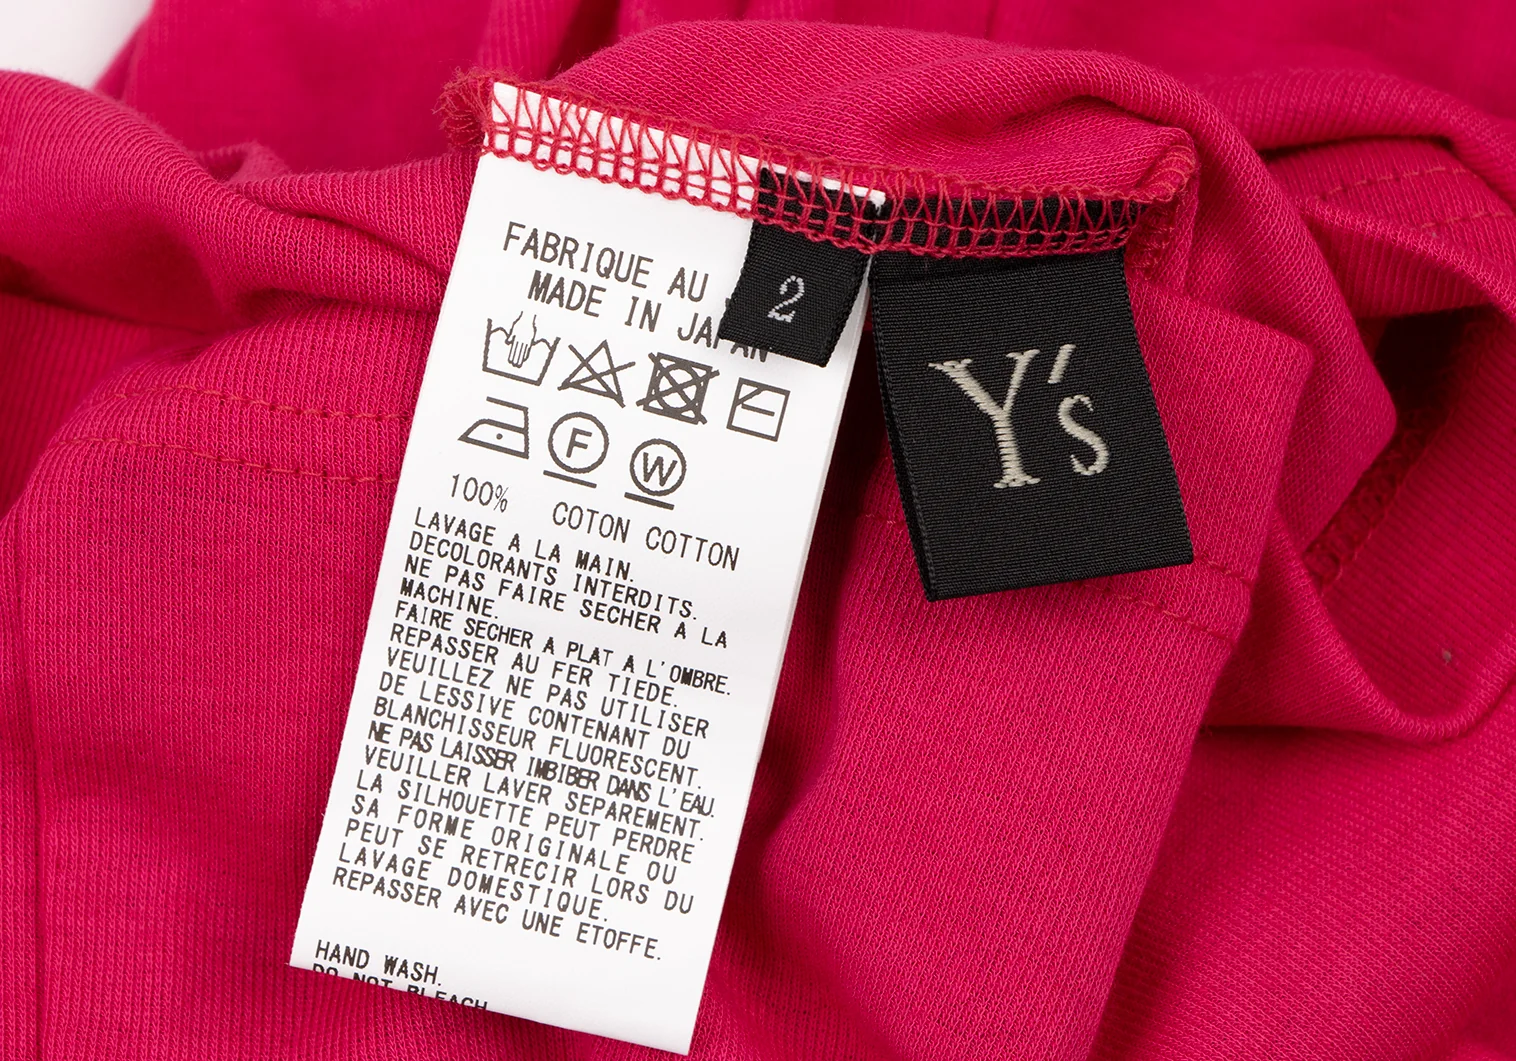 FABRIQUE AU
MADE IN JAPAN
2
Y's
F
W
100% COTON COTTON
LAVAGE A LA MAIN.
DECOLORANTS INTERDITS.
NE PAS FAIRE SECHER A LA
MACHINE.
FAIRE SECHER A PLAT A L'OMBRE.
REPASSER AU FER TIEDE.
VEUILLEZ NE PAS UTILISER
DE LESSIVE CONTENANT DU
BLANCHISSEUR FLUORESCENT.
NE PAS LAISSER IMBIBER DANS L'EAU.
VEUILLER LAVER SEPAREMENT.
LA SILHOUETTE PEUT PERDRE
SA FORME ORIGINALE OU
PEUT SE RETRECIR LORS DU
LAVAGE DOMESTIQUE.
REPASSER AVEC UNE ETOFFE.
HAND WASH.
DO NOT BLEACH